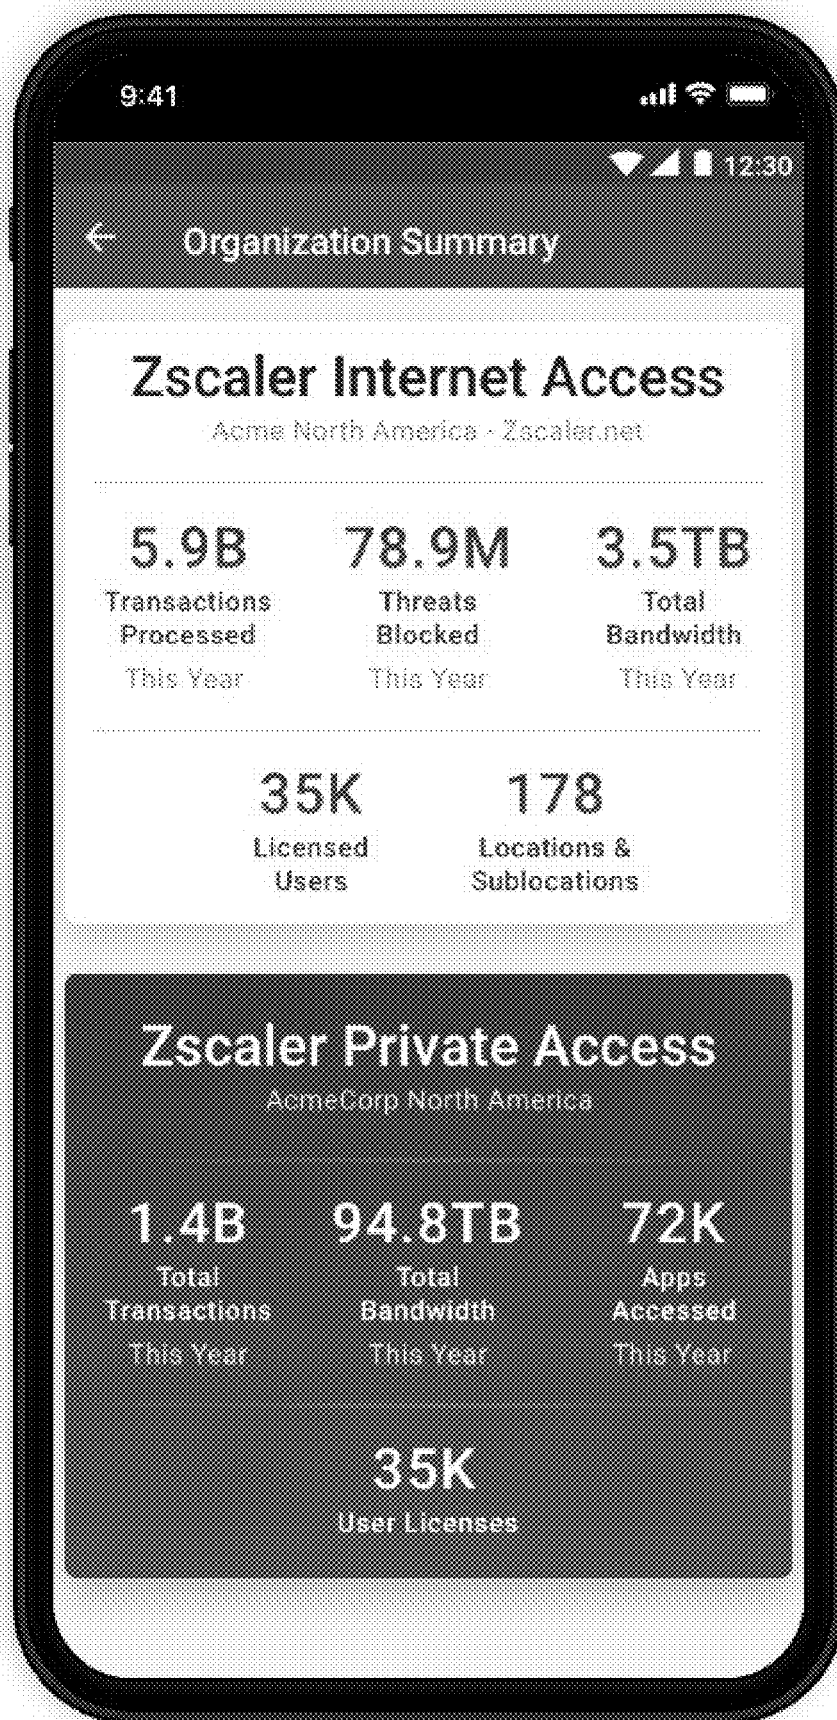 9:41
12:30
Organization Summary
Zscaler Internet Access
Acme North America - Zscaler.net
5.9B 78.9M 3.5TB
Transactions Threats Total
Processed Blocked Bandwidth
This Year This Year This Year
35K 178
Licensed Locations &
Users Sublocations
Zscaler Private Access
AcmeCorp North America
1.4B 94.8TB 72K
Total Total Apps
Transactions Bandwidth Accessed
This Year This Year This Year
35K
User Licenses